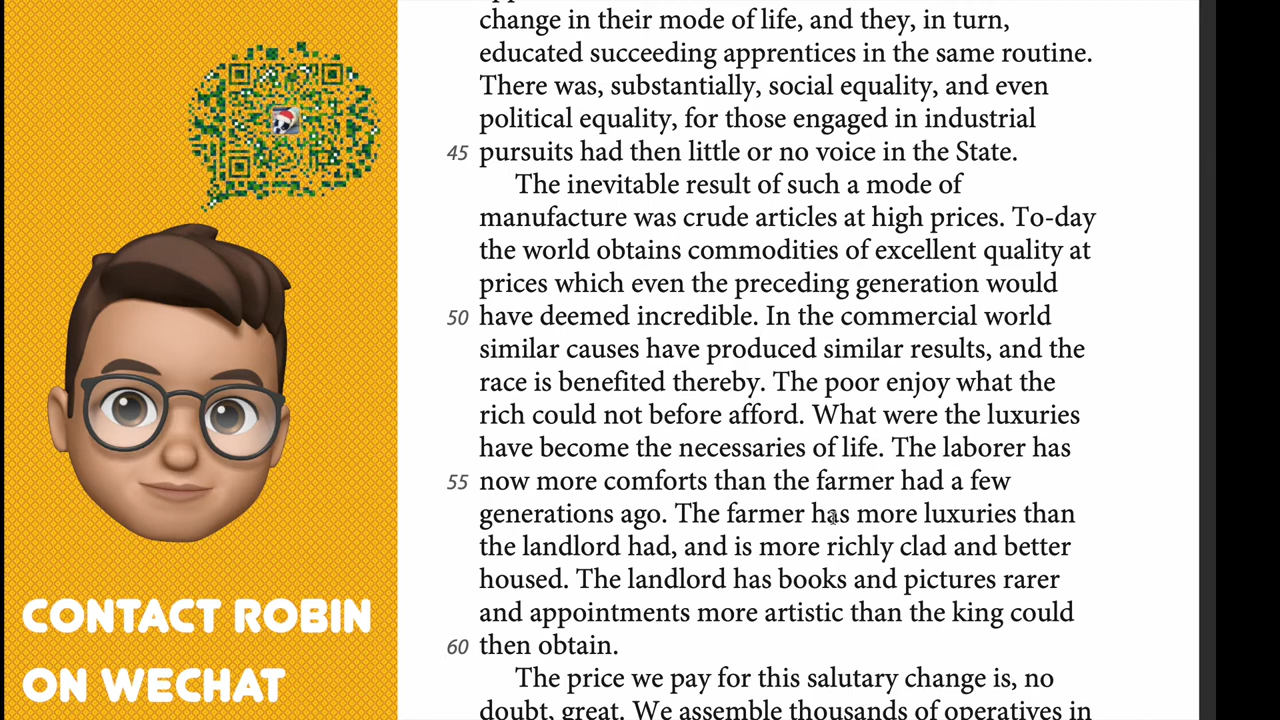 change in their mode of life, and they, in turn,
educated succeeding apprentices in the same routine.
There was, substantially, social equality, and even
political equality, for those engaged in industrial
45 pursuits had then little or no voice in the State.
The inevitable result of such a mode of
manufacture was crude articles at high prices. To-day
the world obtains commodities of excellent quality at
prices which even the preceding generation would
50 have deemed incredible. In the commercial world
similar causes have produced similar results, and the
race is benefited thereby. The poor enjoy what the
rich could not before afford. What were the luxuries
have become the necessaries of life. The laborer has
55 now more comforts than the farmer had a few
generations ago. The farmer has more luxuries than
the landlord had, and is more richly clad and better
housed. The landlord has books and pictures rarer
and appointments more artistic than the king could
60 then obtain.
The price we pay for this salutary change is, no
doubt, great. We assemble thousands of operatives in
CONTACT ROBIN
ON WECHAT